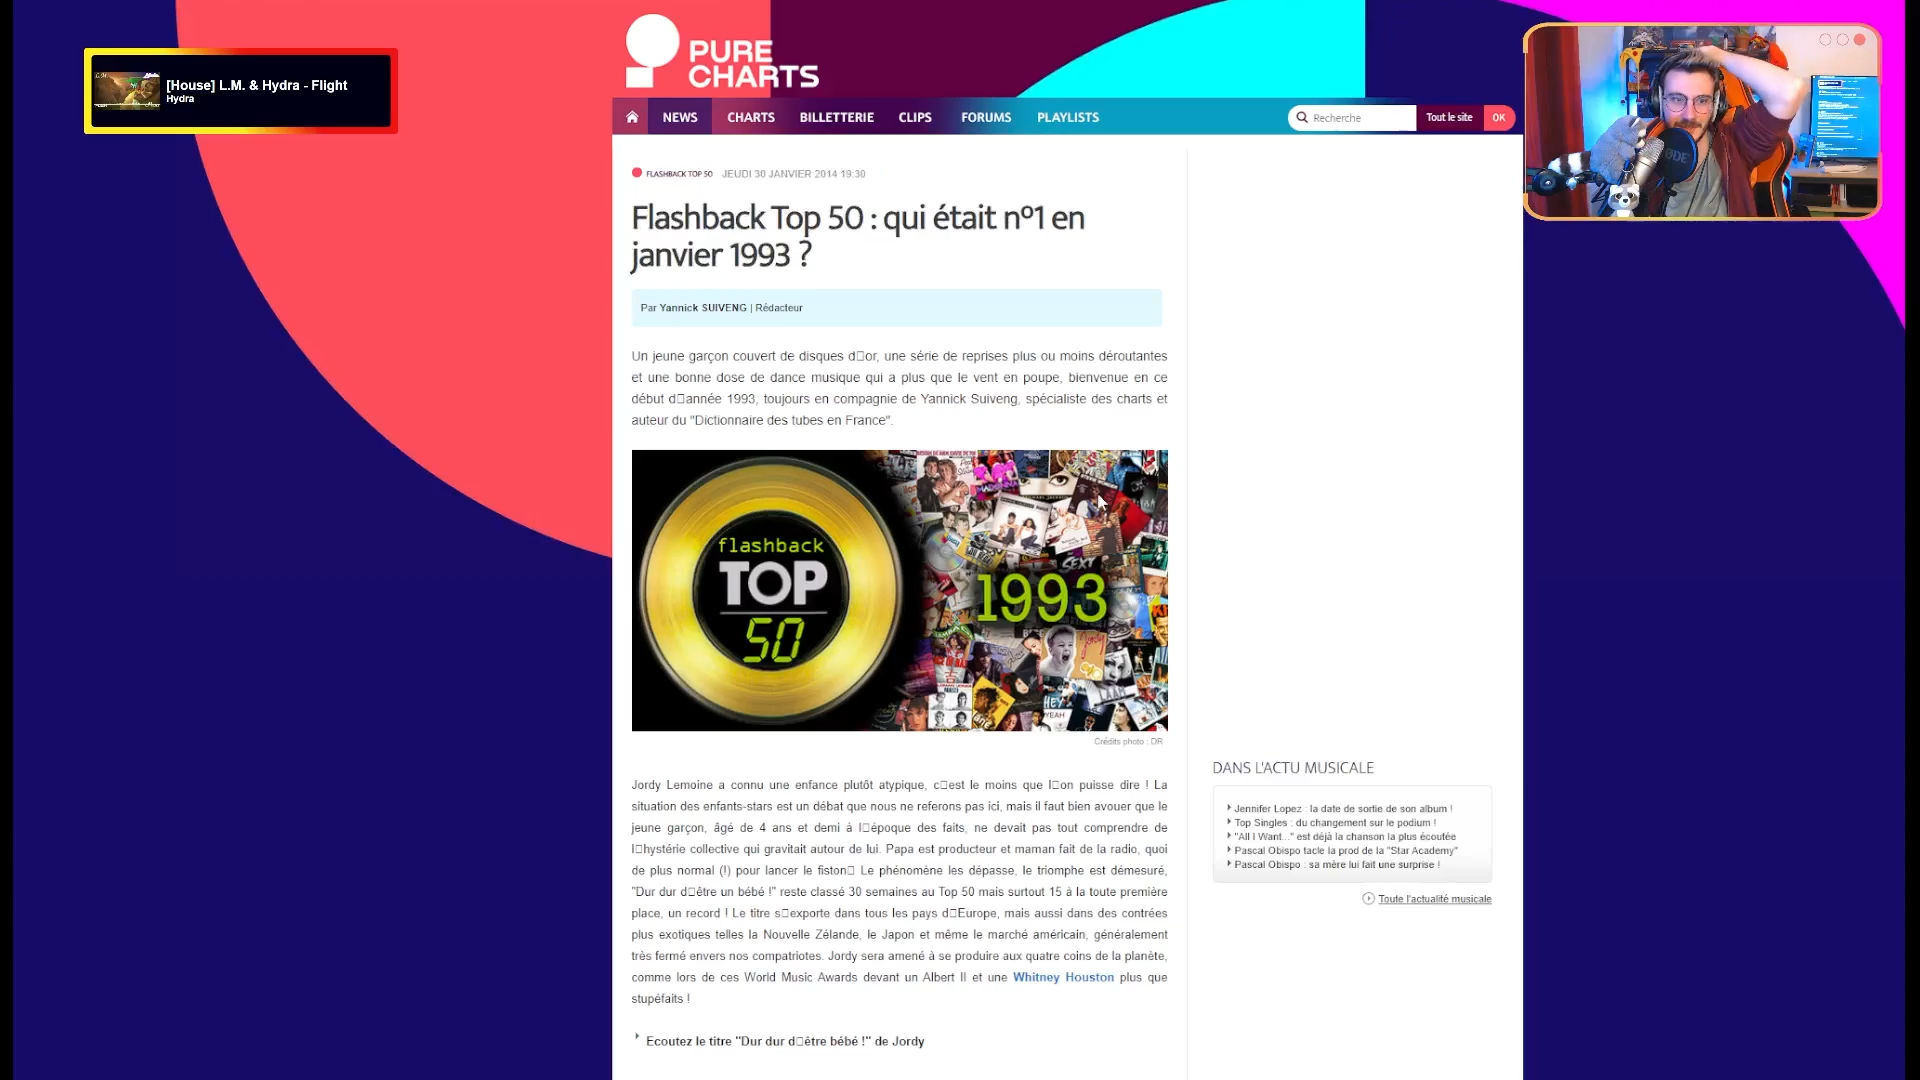 [House] L.M. & Hydra - Flight
Hydra
PURE
CHARTS
NEWS CHARTS BILLETTERIE CLIPS FORUMS PLAYLISTS
Recherche Tout le site OK
FLASHBACK TOP 50 JEUDI 30 JANVIER 2014 19:30
Flashback Top 50 : qui était n°1 en
janvier 1993 ?
Par Yannick SUIVENG | Rédacteur
Un jeune garçon couvert de disques d□or, une série de reprises plus ou moins déroutantes
et une bonne dose de dance musique qui a plus que le vent en poupe, bienvenue en ce
début d□année 1993, toujours en compagnie de Yannick Suiveng, spécialiste des charts et
auteur du "Dictionnaire des tubes en France".
flashback
TOP
50
1993
SEXY
Jordy
HEY
YEAH
Crédits photo : DR
Jordy Lemoine a connu une enfance plutôt atypique, c□est le moins que l□on puisse dire ! La
situation des enfants-stars est un débat que nous ne referons pas ici, mais il faut bien avouer que le
jeune garçon, âgé de 4 ans et demi à l□époque des faits, ne devait pas tout comprendre de
l□hystérie collective qui gravitait autour de lui. Papa est producteur et maman fait de la radio, quoi
de plus normal (!) pour lancer le fiston□ Le phénomène les dépasse, le triomphe est démesuré,
"Dur dur d□être un bébé !" reste classé 30 semaines au Top 50 mais surtout 15 à la toute première
place, un record ! Le titre s□exporte dans tous les pays d□Europe, mais aussi dans des contrées
plus exotiques telles la Nouvelle Zélande, le Japon et même le marché américain, généralement
très fermé envers nos compatriotes. Jordy sera amené à se produire aux quatre coins de la planète,
comme lors de ces World Music Awards devant un Albert II et une Whitney Houston plus que
stupéfaits !
Ecoutez le titre "Dur dur d□être bébé !" de Jordy
DANS L'ACTU MUSICALE
Jennifer Lopez : la date de sortie de son album !
Top Singles : du changement sur le podium !
"All I Want..." est déjà la chanson la plus écoutée
Pascal Obispo tacle la prod de la "Star Academy"
Pascal Obispo : sa mère lui fait une surprise !
Toute l'actualité musicale